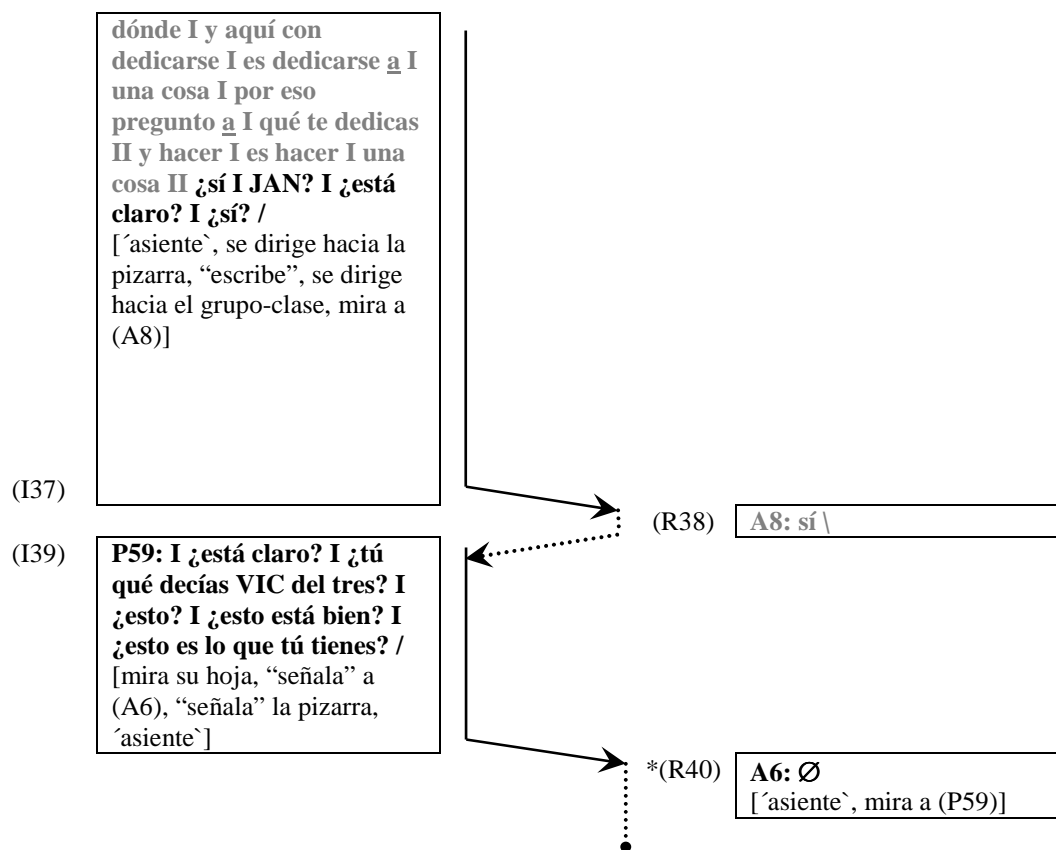 dónde I y aquí con
dedicarse I es dedicarse a I
una cosa I por eso
pregunto a I qué te dedicas
II y hacer I es hacer I una
cosa II ¿sí I JAN? I ¿está
claro? I ¿sí? /
[´asiente`, se dirige hacia la
pizarra, “escribe”, se dirige
hacia el grupo-clase, mira a
(A8)]
(I37)
(R38)
A8: sí \
(I39)
P59: I ¿está claro? I ¿tú
qué decías VIC del tres? I
¿esto? I ¿esto está bien? I
¿esto es lo que tú tienes? /
[mira su hoja, “señala” a
(A6), “señala” la pizarra,
´asiente`]
*(R40)
A6: Ø
[´asiente`, mira a (P59)]